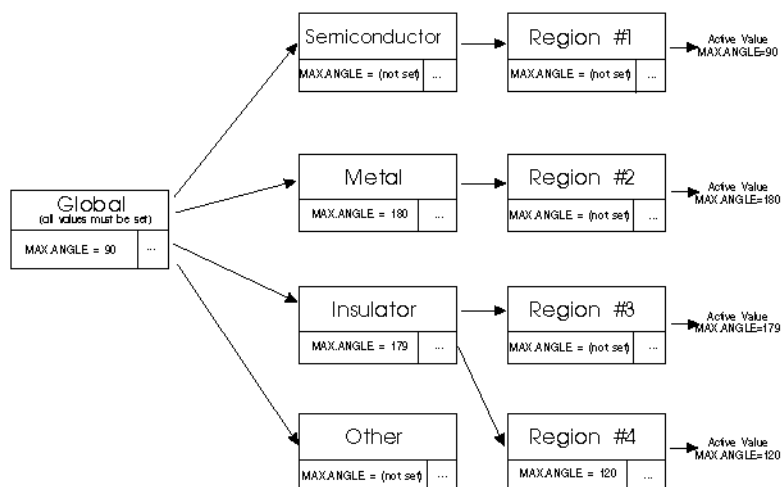 Semiconductor
MAX.ANGLE = (not set) ...
Region #1
MAX.ANGLE = (not set) ...
Active Value
MAX.ANGLE=90
Global
(all values must be set)
MAX.ANGLE = 90 ...
Metal
MAX.ANGLE = 180 ...
Region #2
MAX.ANGLE = (not set) ...
Active Value
MAX.ANGLE=180
Insulator
MAX.ANGLE = 179 ...
Region #3
MAX.ANGLE = (not set) ...
Active Value
MAX.ANGLE=179
Other
MAX.ANGLE = (not set) ...
Region #4
MAX.ANGLE = 120 ...
Active Value
MAX.ANGLE=120